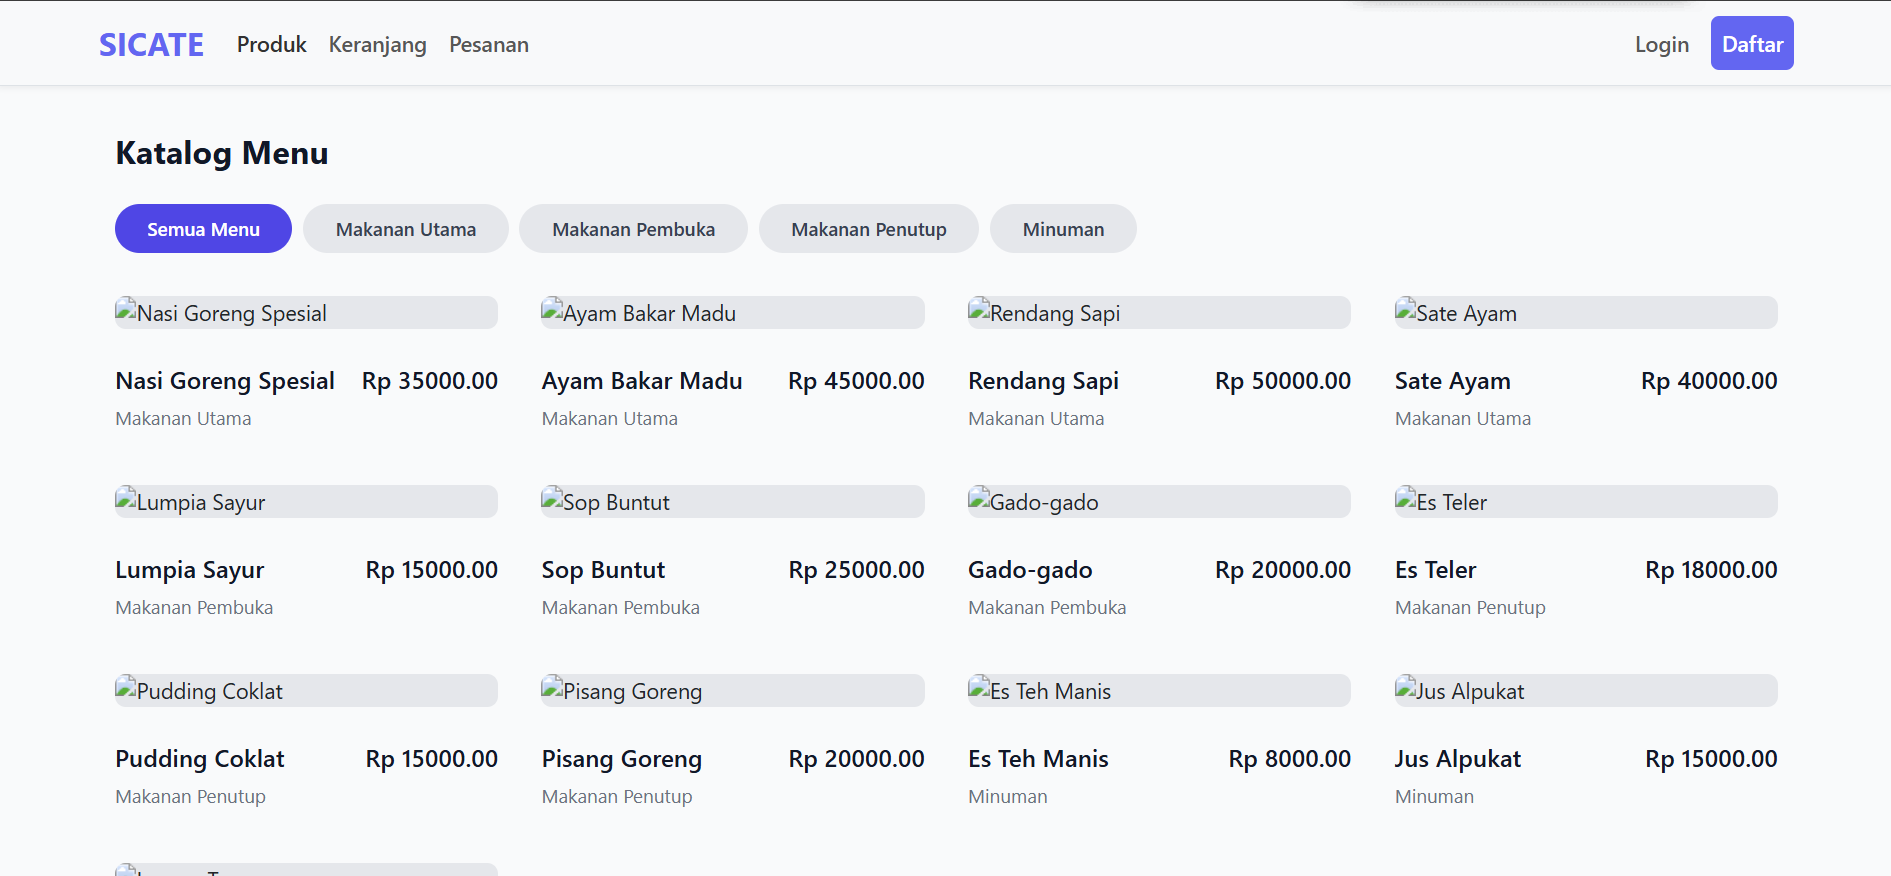 SICATE Produk Keranjang Pesanan Login Daftar
Katalog Menu
Semua Menu Makanan Utama Makanan Pembuka Makanan Penutup Minuman
Nasi Goreng Spesial Ayam Bakar Madu Rendang Sapi Sate Ayam
Nasi Goreng Spesial Rp 35000.00 Ayam Bakar Madu Rp 45000.00 Rendang Sapi Rp 50000.00 Sate Ayam Rp 40000.00
Makanan Utama Makanan Utama Makanan Utama Makanan Utama
Lumpia Sayur Sop Buntut Gado-gado Es Teler
Lumpia Sayur Rp 15000.00 Sop Buntut Rp 25000.00 Gado-gado Rp 20000.00 Es Teler Rp 18000.00
Makanan Pembuka Makanan Pembuka Makanan Pembuka Makanan Penutup
Pudding Coklat Pisang Goreng Es Teh Manis Jus Alpukat
Pudding Coklat Rp 15000.00 Pisang Goreng Rp 20000.00 Es Teh Manis Rp 8000.00 Jus Alpukat Rp 15000.00
Makanan Penutup Makanan Penutup Minuman Minuman